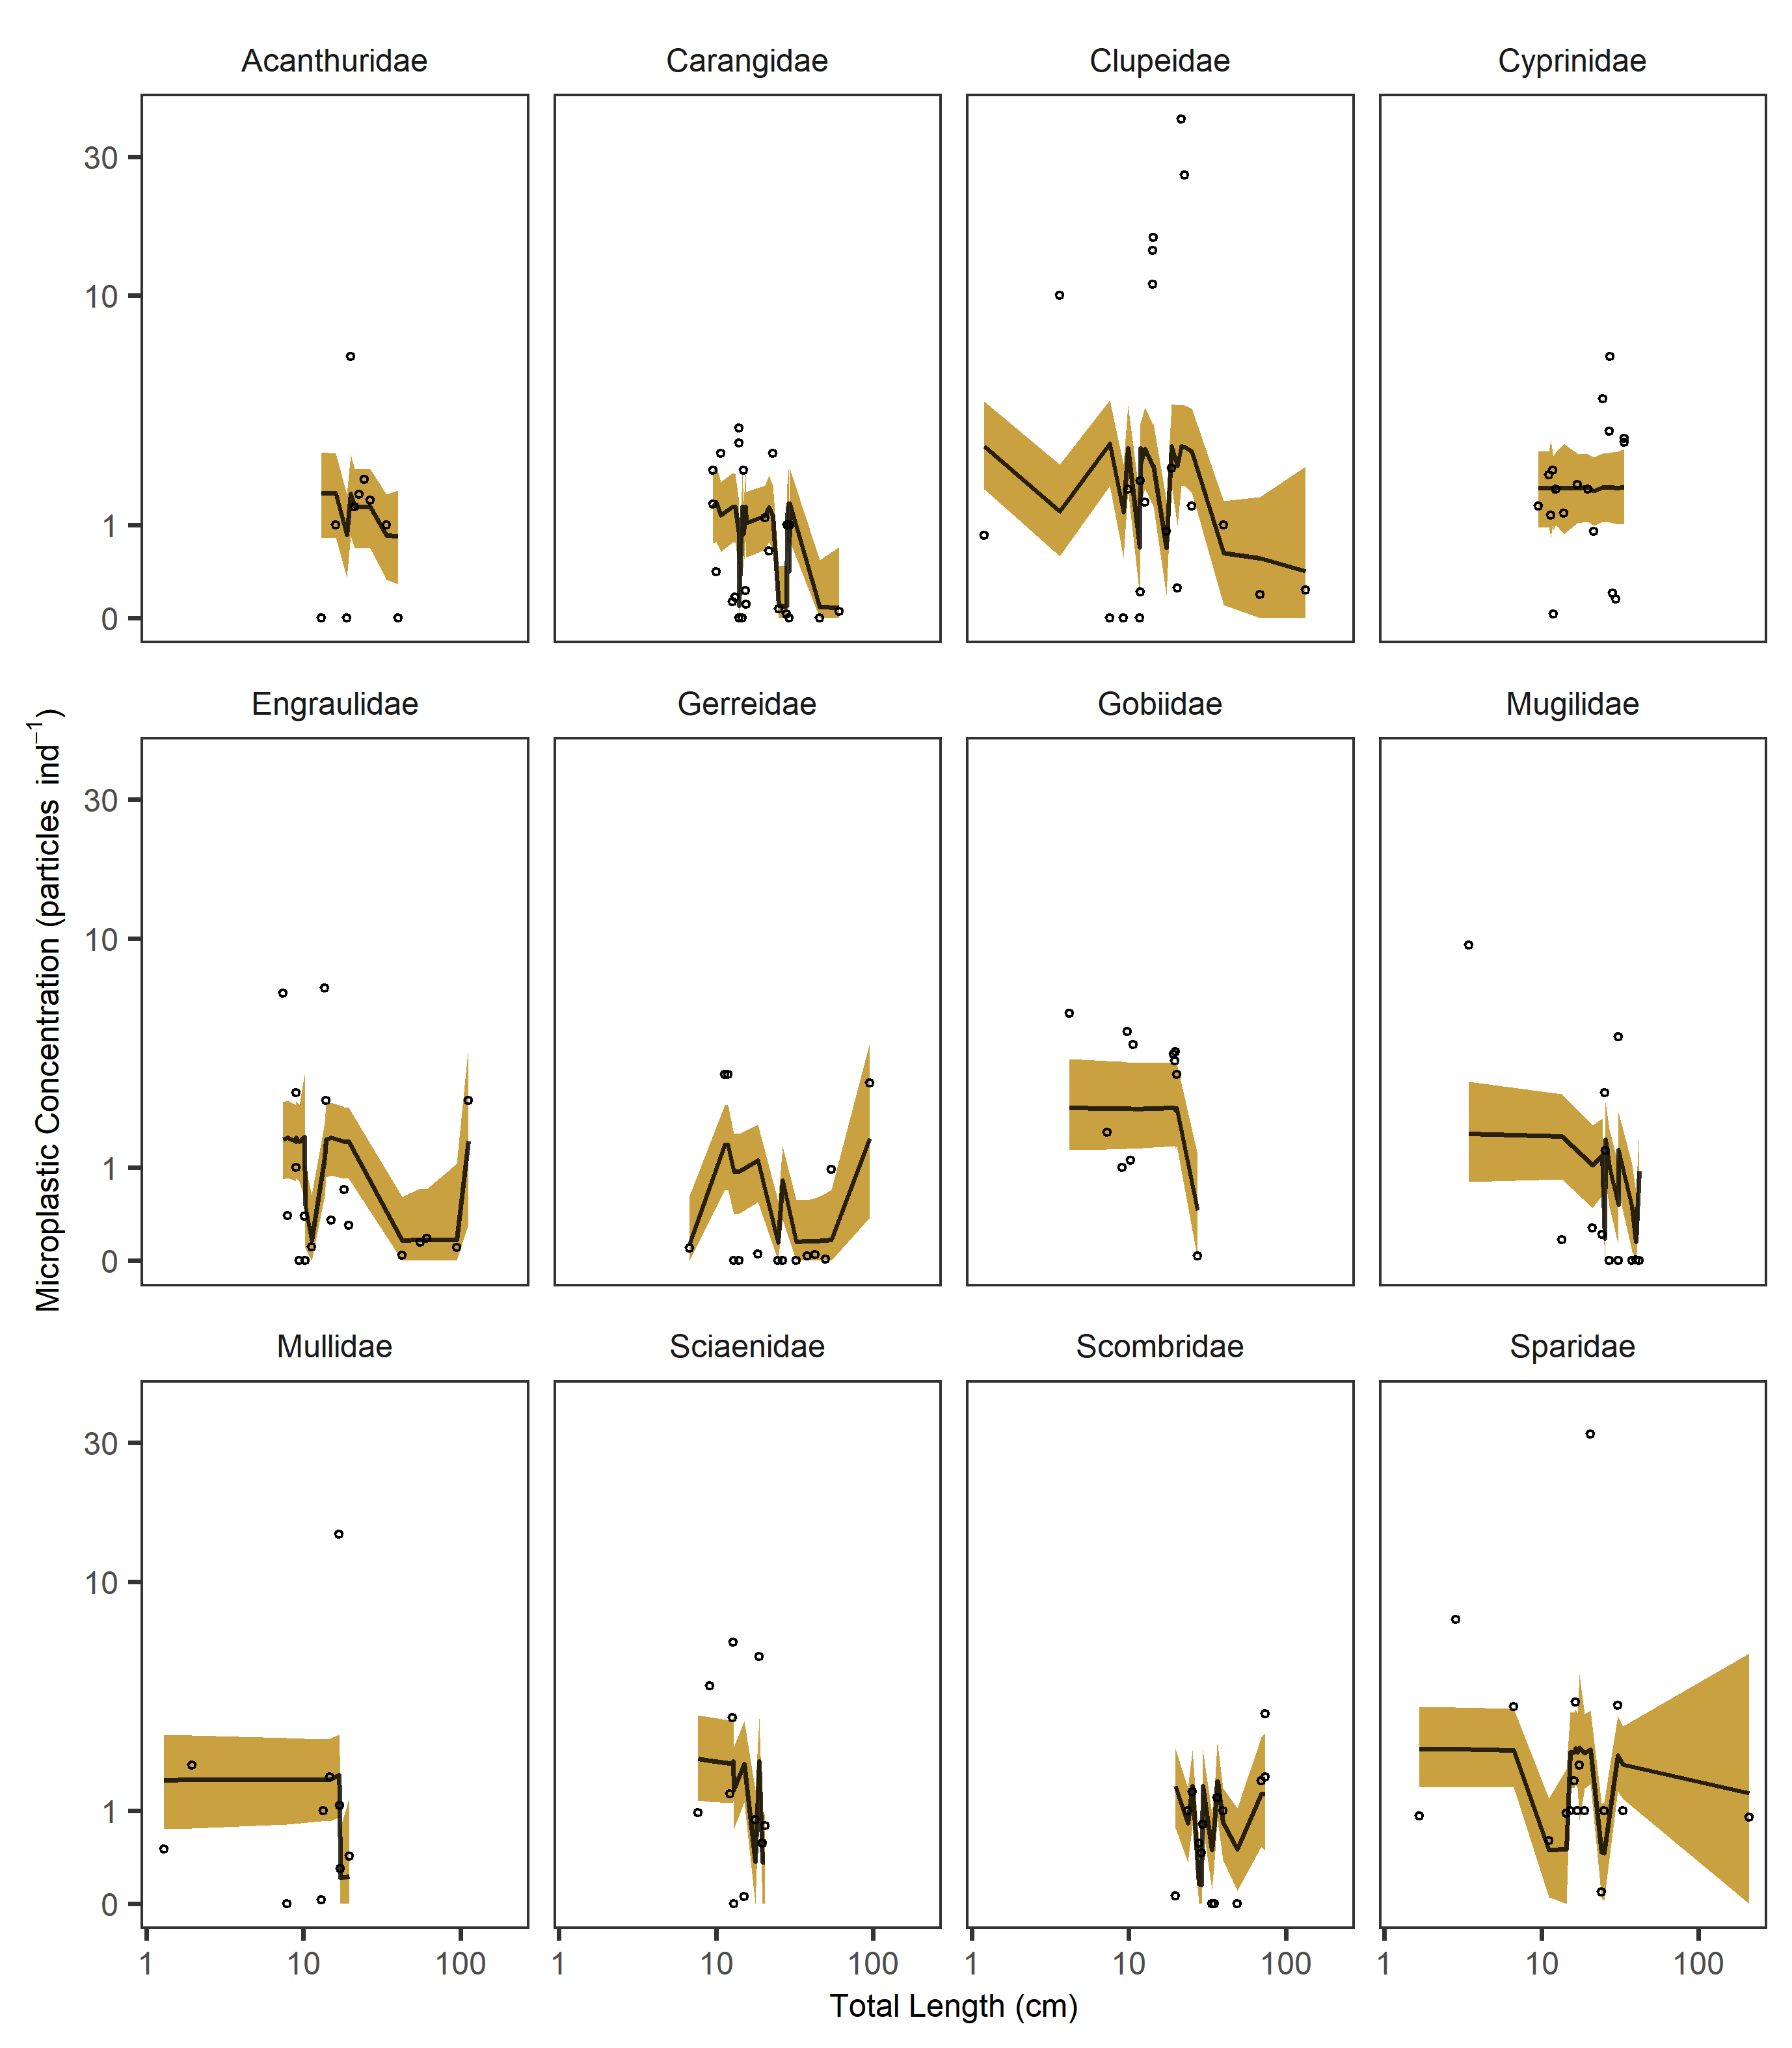 Acanthuridae Carangidae Clupeidae Cyprinidae
30
10
1
0
Engraulidae Gerreidae Gobiidae Mugilidae
30
10
1
0
Microplastic Concentration (particles ind⁻¹)
Mullidae Sciaenidae Scombridae Sparidae
30
10
1
0
1 10 100 1 10 100 1 10 100 1 10 100
Total Length (cm)